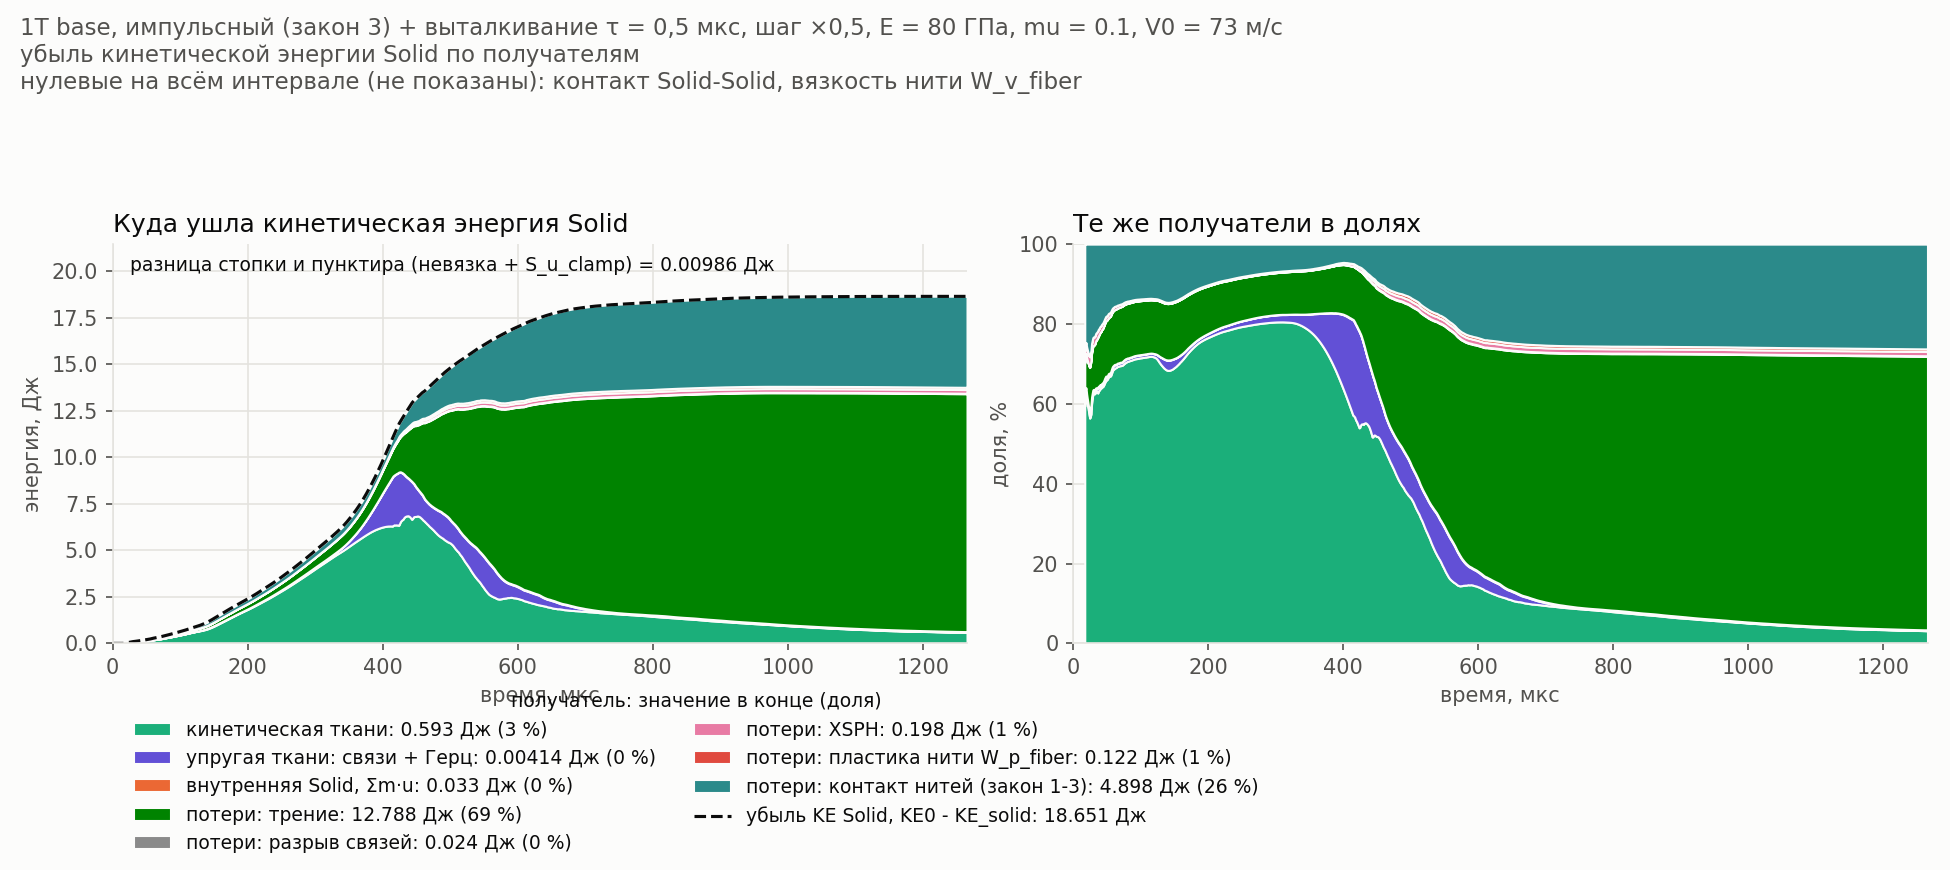 1T base, импульсный (закон 3) + выталкивание τ = 0,5 мкс, шаг ×0,5, E = 80 ГПа, mu = 0.1, V0 = 73 м/с
убыль кинетической энергии Solid по получателям
нулевые на всём интервале (не показаны): контакт Solid-Solid, вязкость нити W_v_fiber
Куда ушла кинетическая энергия Solid
разница стопки и пунктира (невязка + S_u_clamp) = 0.00986 Дж
энергия, Дж
20.0
17.5
15.0
12.5
10.0
7.5
5.0
2.5
0.0
0 200 400 600 800 1000 1200
время, мкс
Те же получатели в долях
доля, %
100
80
60
40
20
0
0 200 400 600 800 1000 1200
время, мкс
получатель: значение в конце (доля)
кинетическая ткани: 0.593 Дж (3 %)
упругая ткани: связи + Герц: 0.00414 Дж (0 %)
внутренняя Solid, Σm·u: 0.033 Дж (0 %)
потери: трение: 12.788 Дж (69 %)
потери: разрыв связей: 0.024 Дж (0 %)
потери: XSPH: 0.198 Дж (1 %)
потери: пластика нити W_p_fiber: 0.122 Дж (1 %)
потери: контакт нитей (закон 1-3): 4.898 Дж (26 %)
убыль KE Solid, KE0 - KE_solid: 18.651 Дж